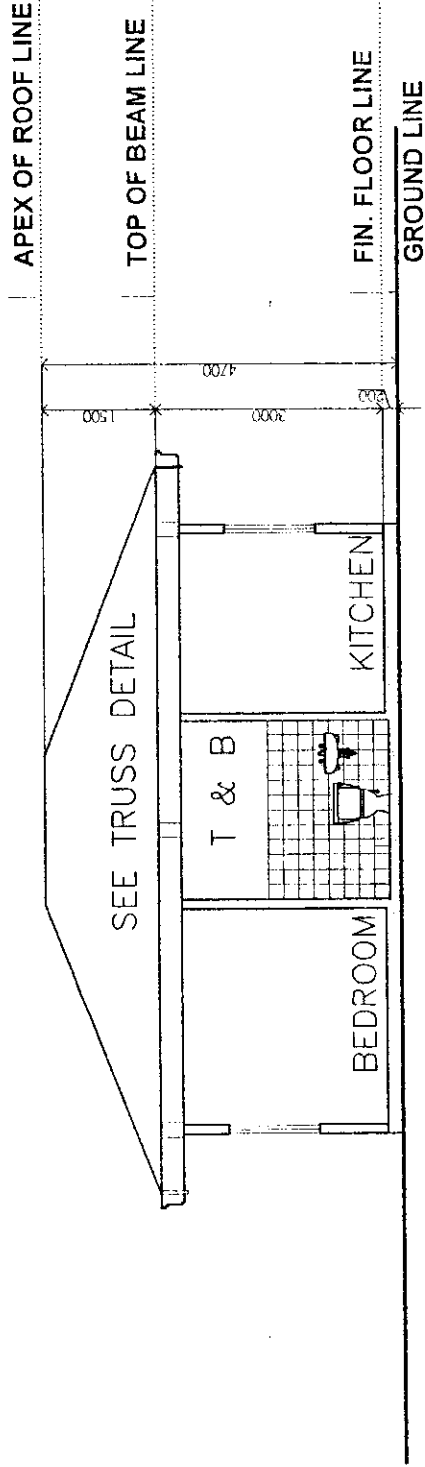 APEX OF ROOF LINE
TOP OF BEAM LINE
FIN. FLOOR LINE
GROUND LINE
1500
4700
3000
200
SEE TRUSS DETAIL
T & B
BEDROOM
KITCHEN